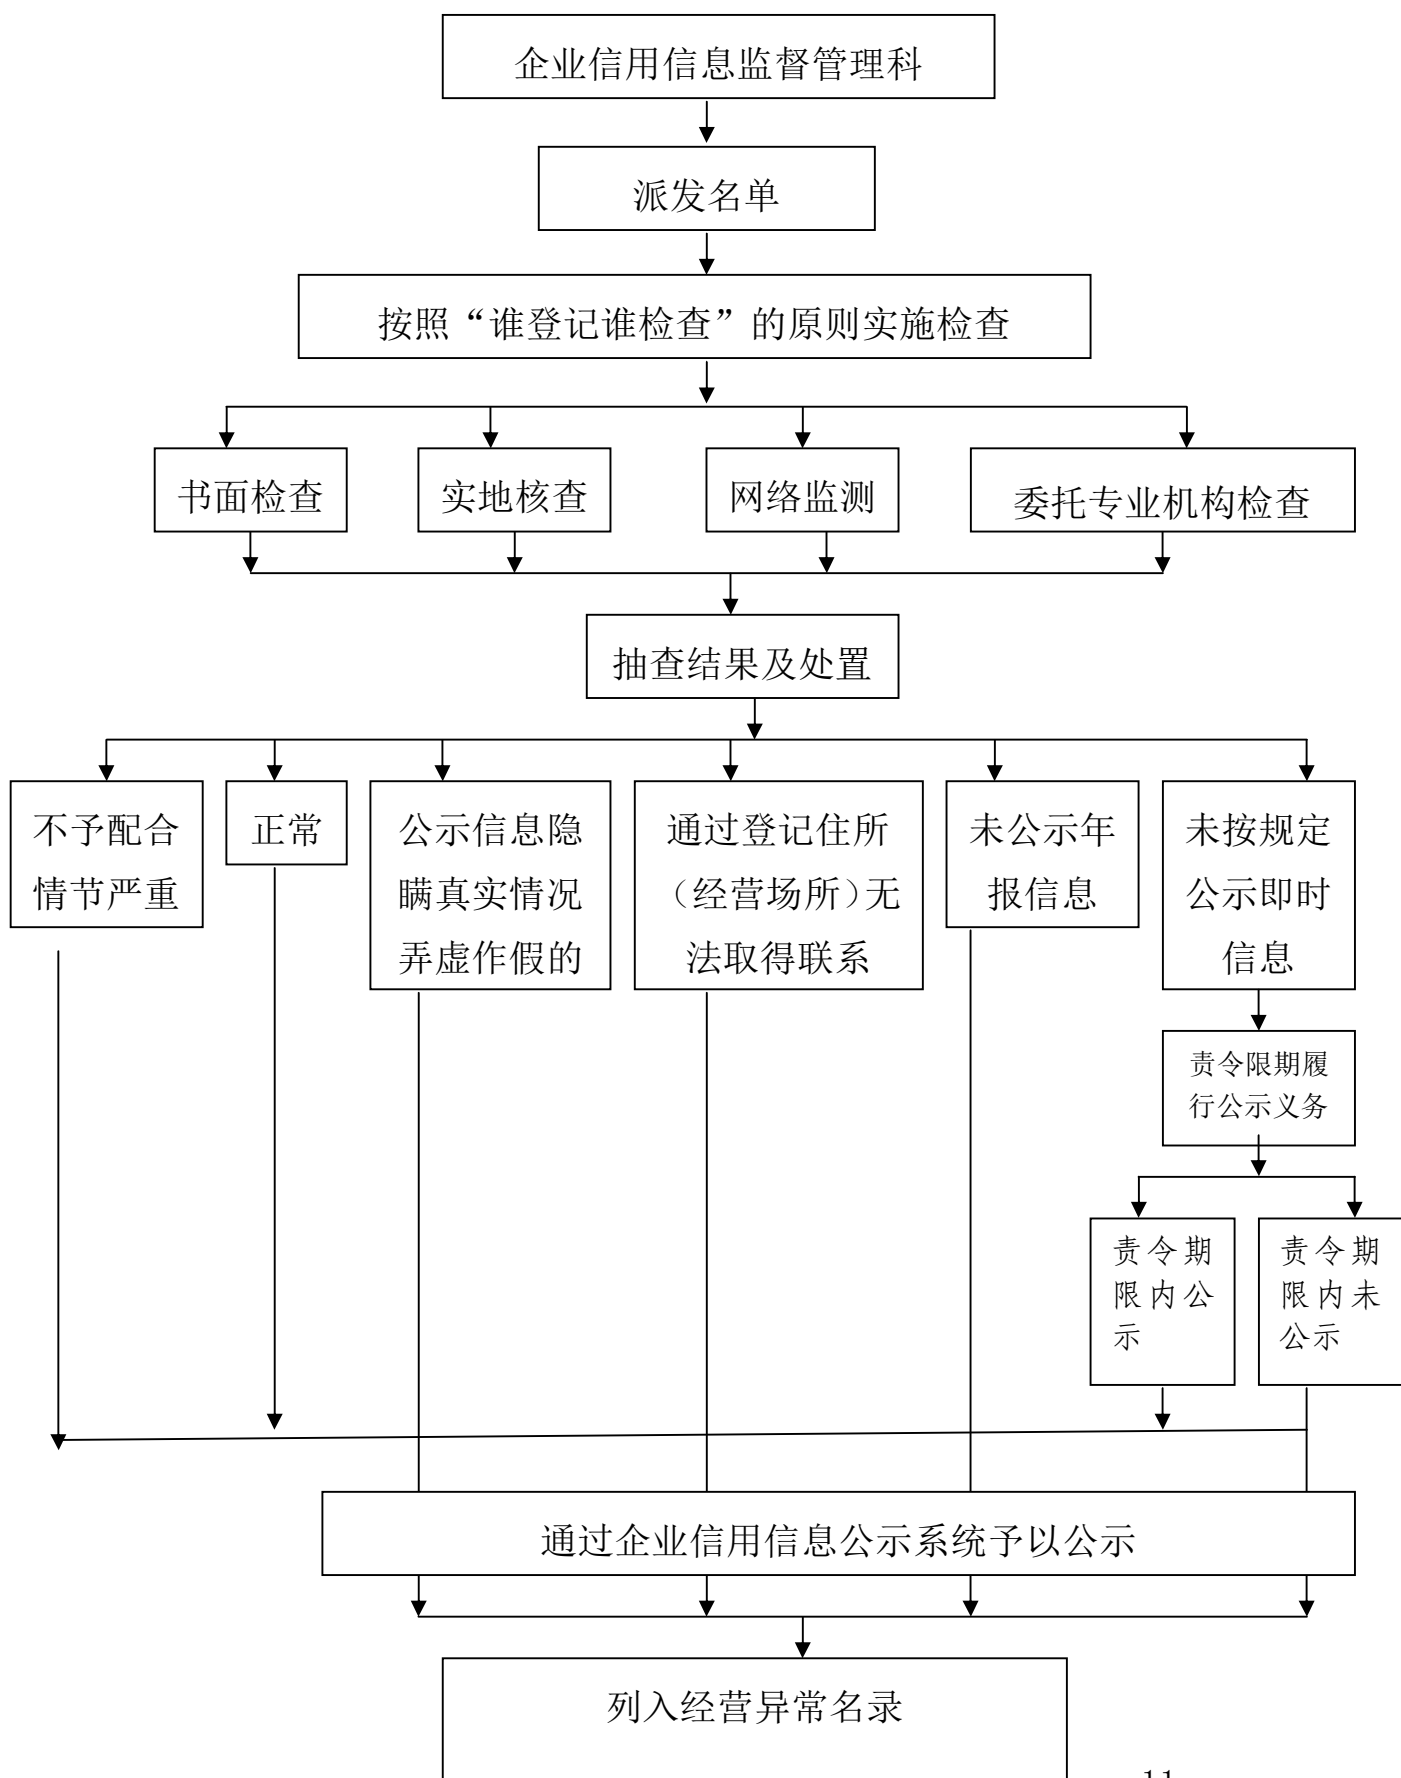 企业信用信息监督管理科
派发名单
按照“谁登记谁检查”的原则实施检查
书面检查
实地核查
网络监测
委托专业机构检查
抽查结果及处置
不予配合
情节严重
正常
公示信息隐
瞒真实情况
弄虚作假的
通过登记住所
（经营场所）无
法取得联系
未公示年
报信息
未按规定
公示即时
信息
责令限期履
行公示义务
责令期
限内公
示
责令期
限内未
公示
通过企业信用信息公示系统予以公示
列入经营异常名录
11